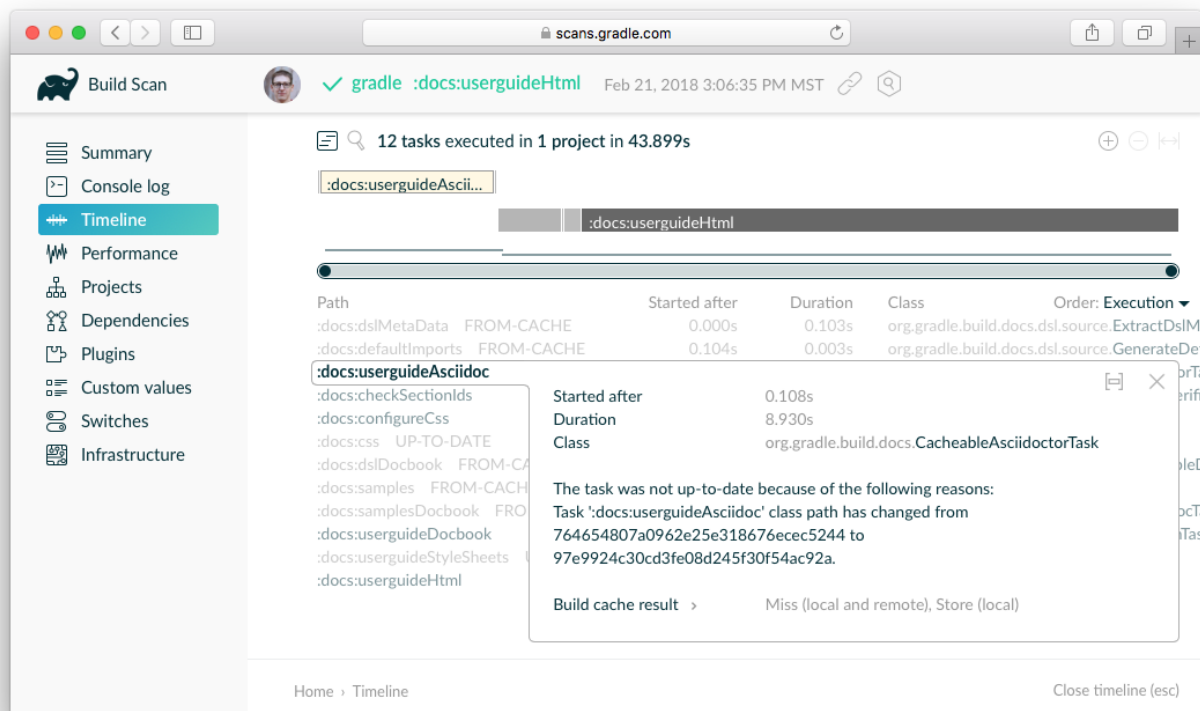 scans.gradle.com
Build Scan
gradle :docs:userguideHtml Feb 21, 2018 3:06:35 PM MST
Summary
Console log
Timeline
Performance
Projects
Dependencies
Plugins
Custom values
Switches
Infrastructure
12 tasks executed in 1 project in 43.899s
:docs:userguideAscii...
:docs:userguideHtml
Path Started after Duration Class Order: Execution
:docs:dslMetaData FROM-CACHE 0.000s 0.103s org.gradle.build.docs.dsl.source.ExtractDslM
:docs:defaultImports FROM-CACHE 0.104s 0.003s org.gradle.build.docs.dsl.source.GenerateDe
:docs:userguideAsciidoc
:docs:checkSectionIds
:docs:configureCss
:docs:css UP-TO-DATE
:docs:dslDocbook FROM-CA
:docs:samples FROM-CACH
:docs:samplesDocbook FRO
:docs:userguideDocbook
:docs:userguideStyleSheets
:docs:userguideHtml
Started after 0.108s
Duration 8.930s
Class org.gradle.build.docs.CacheableAsciidoctorTask
The task was not up-to-date because of the following reasons:
Task ':docs:userguideAsciidoc' class path has changed from
764654807a0962e25e318676ecec5244 to
97e9924c30cd3fe08d245f30f54ac92a.
Build cache result › Miss (local and remote), Store (local)
Home › Timeline
Close timeline (esc)